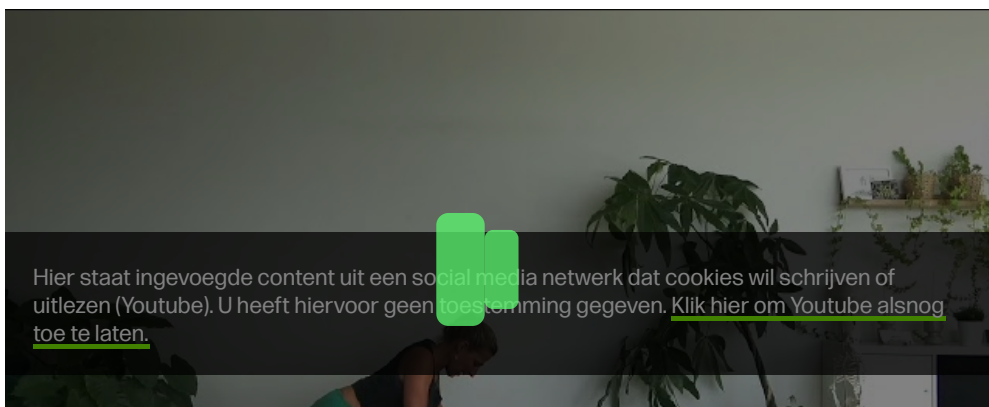 Hier staat ingevoegde content uit een social media netwerk dat cookies wil schrijven of
uitlezen (Youtube). U heeft hiervoor geen toestemming gegeven. Klik hier om Youtube alsnog
toe te laten.